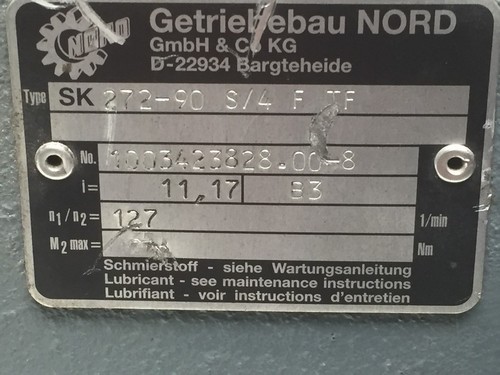 NORD
Getriebebau NORD
GmbH & Co KG
D-22934 Bargteheide
Type SK 272-90 S/4 F TF
No. 1003423828.00-8
i= 11,17 B3
n1/n2= 127 1/min
M2 max= Nm
Schmierstoff - siehe Wartungsanleitung
Lubricant - see maintenance instructions
Lubrifiant - voir instructions d'entretien